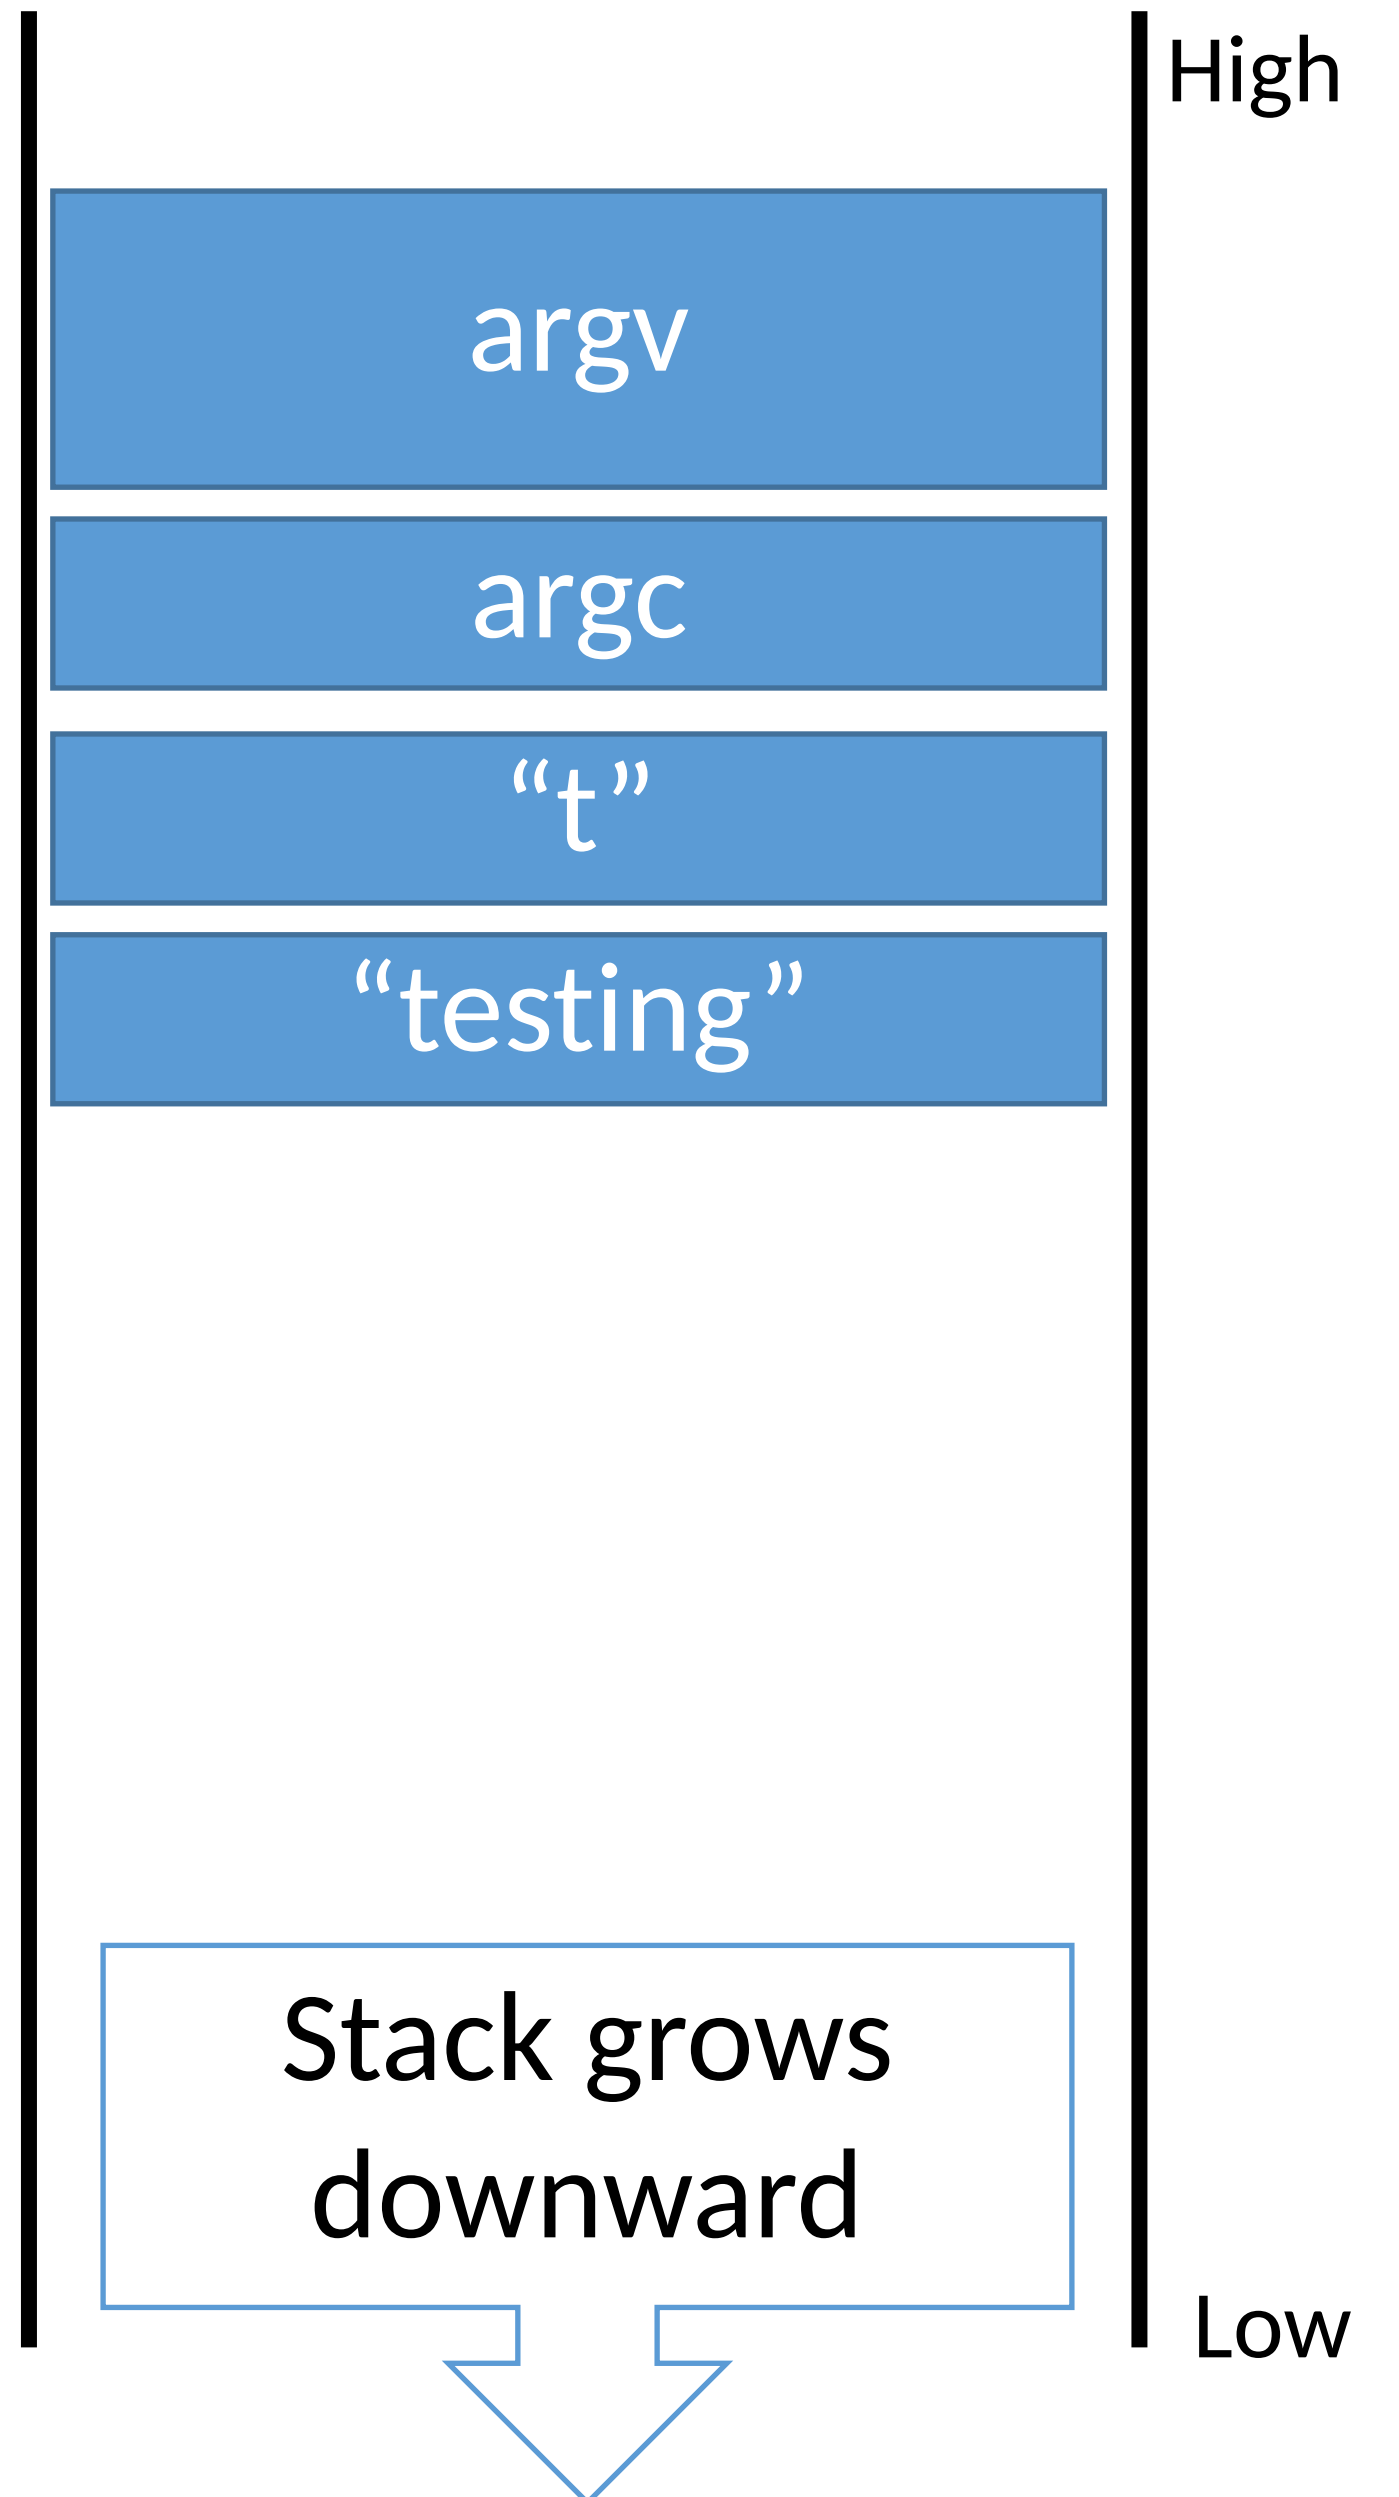 High
argv
argc
“t”
“testing”
Stack grows
downward
Low